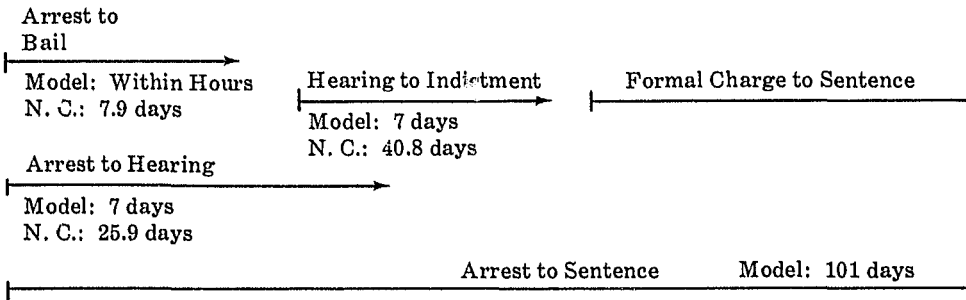 Arrest to
Bail
Model: Within Hours
N. C.: 7.9 days
Hearing to Indictment
Model: 7 days
N. C.: 40.8 days
Formal Charge to Sentence
Arrest to Hearing
Model: 7 days
N. C.: 25.9 days
Arrest to Sentence Model: 101 days